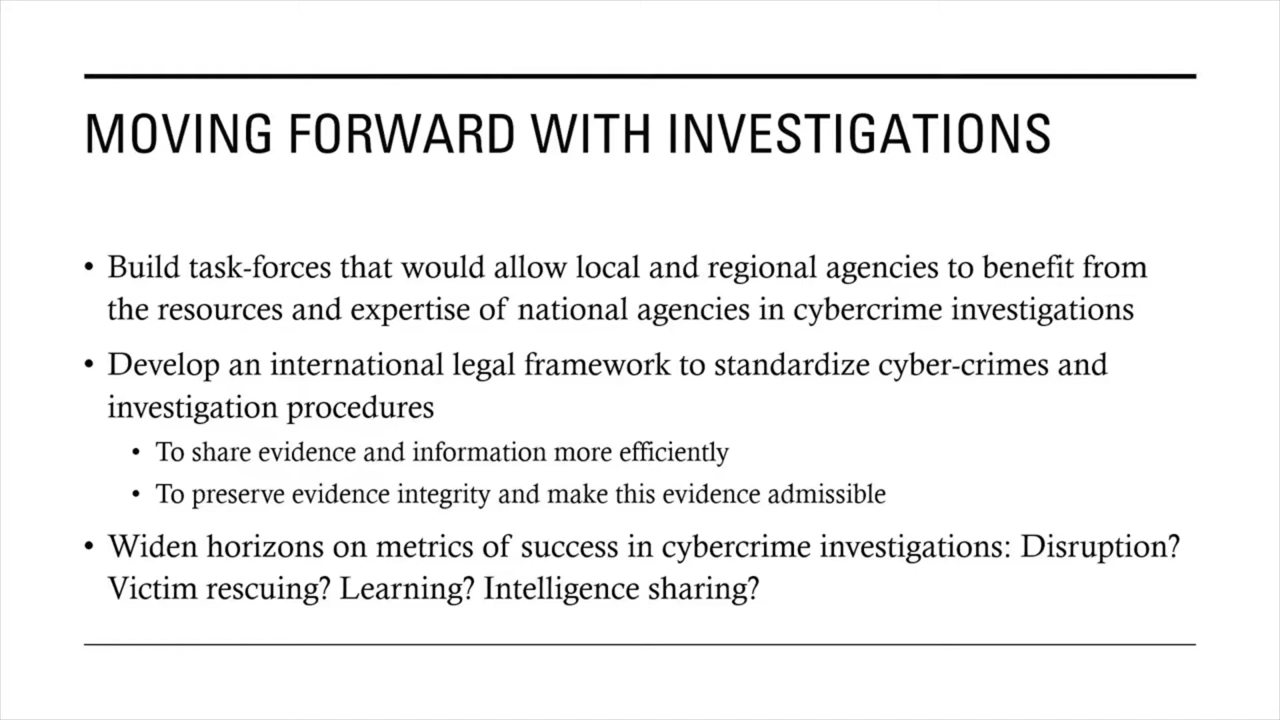 MOVING FORWARD WITH INVESTIGATIONS
• Build task-forces that would allow local and regional agencies to benefit from
the resources and expertise of national agencies in cybercrime investigations
• Develop an international legal framework to standardize cyber-crimes and
investigation procedures
• To share evidence and information more efficiently
• To preserve evidence integrity and make this evidence admissible
• Widen horizons on metrics of success in cybercrime investigations: Disruption?
Victim rescuing? Learning? Intelligence sharing?